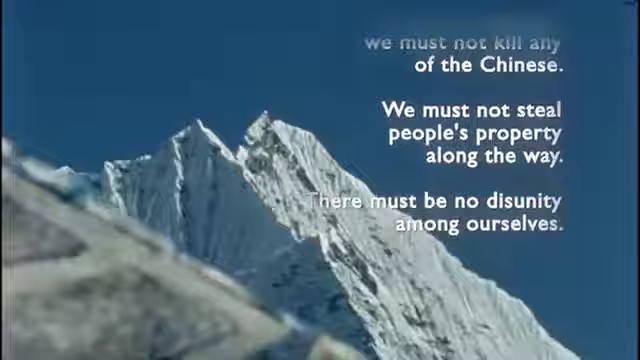 we must not kill any
of the Chinese.
We must not steal
people's property
along the way.
There must be no disunity
among ourselves.